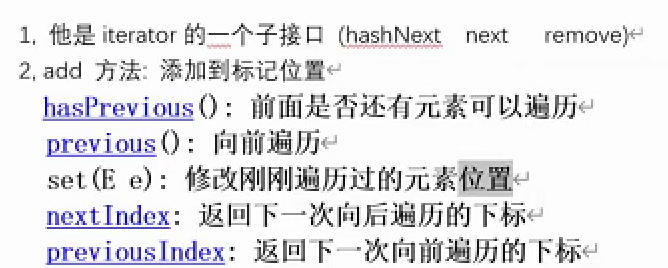 1, 他是 iterator 的一个子接口 (hashNext next remove)↵
2, add 方法: 添加到标记位置↵
hasPrevious(): 前面是否还有元素可以遍历↵
previous(): 向前遍历↵
set(E e): 修改刚刚遍历过的元素位置↵
nextIndex: 返回下一次向后遍历的下标↵
previousIndex: 返回下一次向前遍历的下标↵